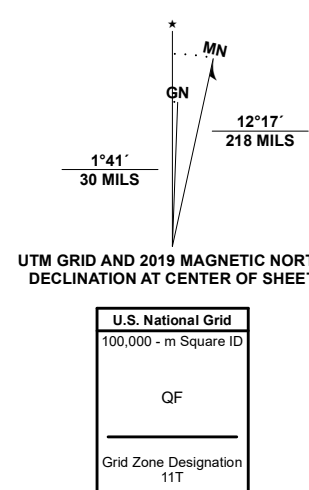 ★
MN
GN
12°17´
218 MILS
1°41´
30 MILS
UTM GRID AND 2019 MAGNETIC NORT
DECLINATION AT CENTER OF SHEET
U.S. National Grid
100,000 - m Square ID
QF
Grid Zone Designation
11T